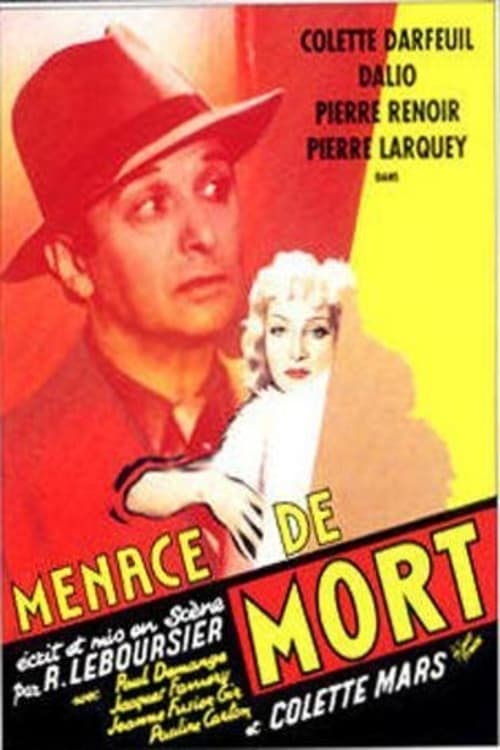 COLETTE DARFEUIL
DALIO
PIERRE RENOIR
PIERRE LARQUEY
DANS
MENACE DE
MORT
écrit et mis en Scène
par R. LEBOURSIER
avec Paul Demange
Jacques Famery
Jeanne Fusier Gir
Pauline Carton
et COLETTE MARS